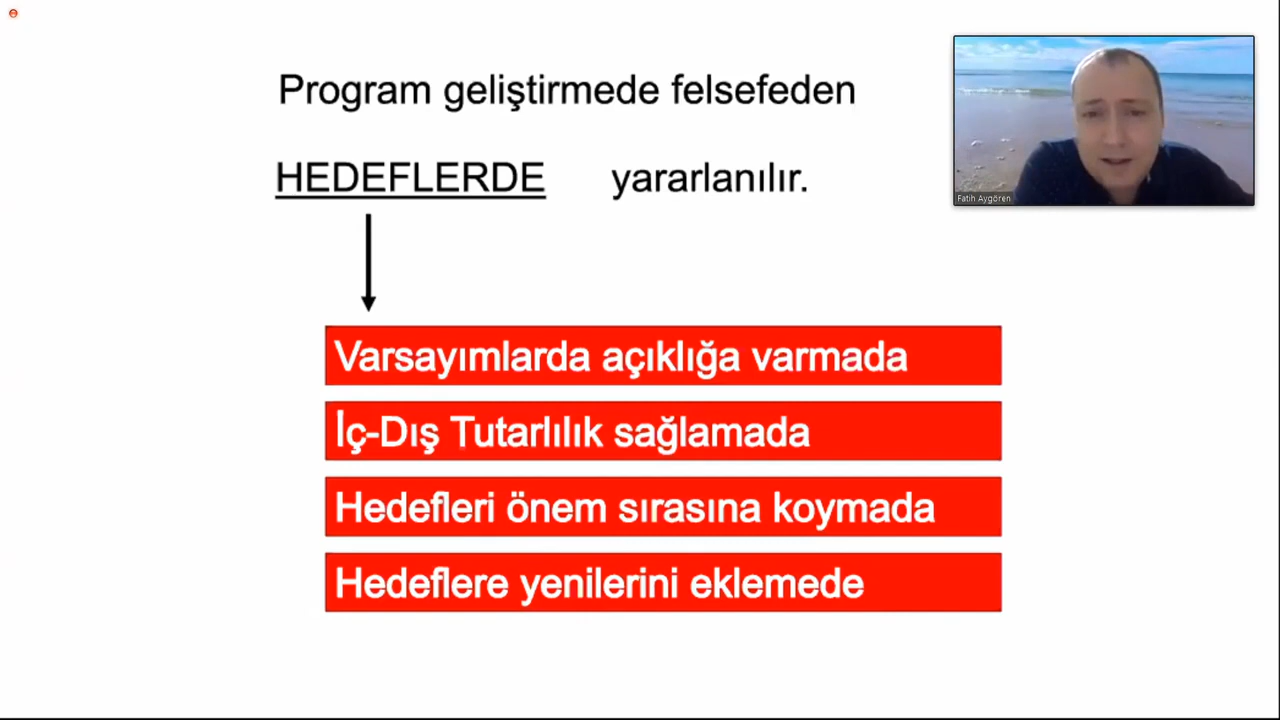 Program geliştirmede felsefeden
HEDEFLERDE yararlanılır.
Fatih Aygören
Varsayımlarda açıklığa varmada
İç-Dış Tutarlılık sağlamada
Hedefleri önem sırasına koymada
Hedeflere yenilerini eklemede